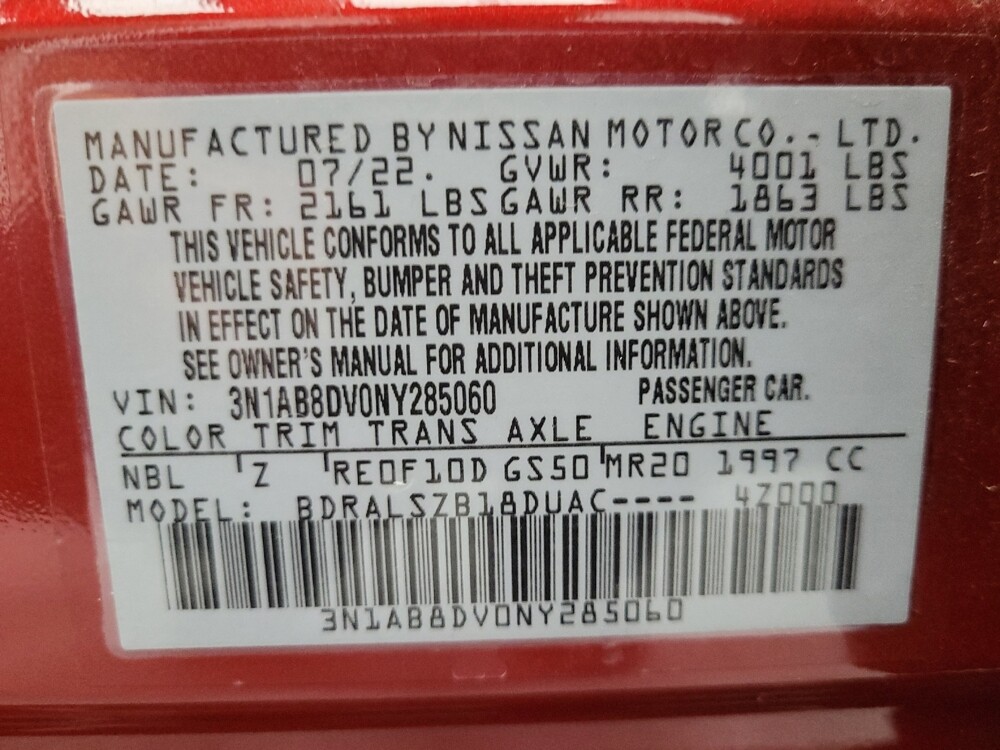 MANUFACTURED BY NISSAN MOTOR CO.- LTD.
DATE: 07/22. GVWR: 4001 LBS
GAWR FR: 2161 LBS GAWR RR: 1863 LBS
THIS VEHICLE CONFORMS TO ALL APPLICABLE FEDERAL MOTOR
VEHICLE SAFETY, BUMPER AND THEFT PREVENTION STANDARDS
IN EFFECT ON THE DATE OF MANUFACTURE SHOWN ABOVE.
SEE OWNER'S MANUAL FOR ADDITIONAL INFORMATION.
VIN: 3N1AB8DV0NY285060 PASSENGER CAR.
COLOR TRIM TRANS AXLE ENGINE
NBL Z RE0F10D GS50 MR20 1997 CC
MODEL: BDRALSZB18DUAC---- 4Z000
3N1AB8DV0NY285060